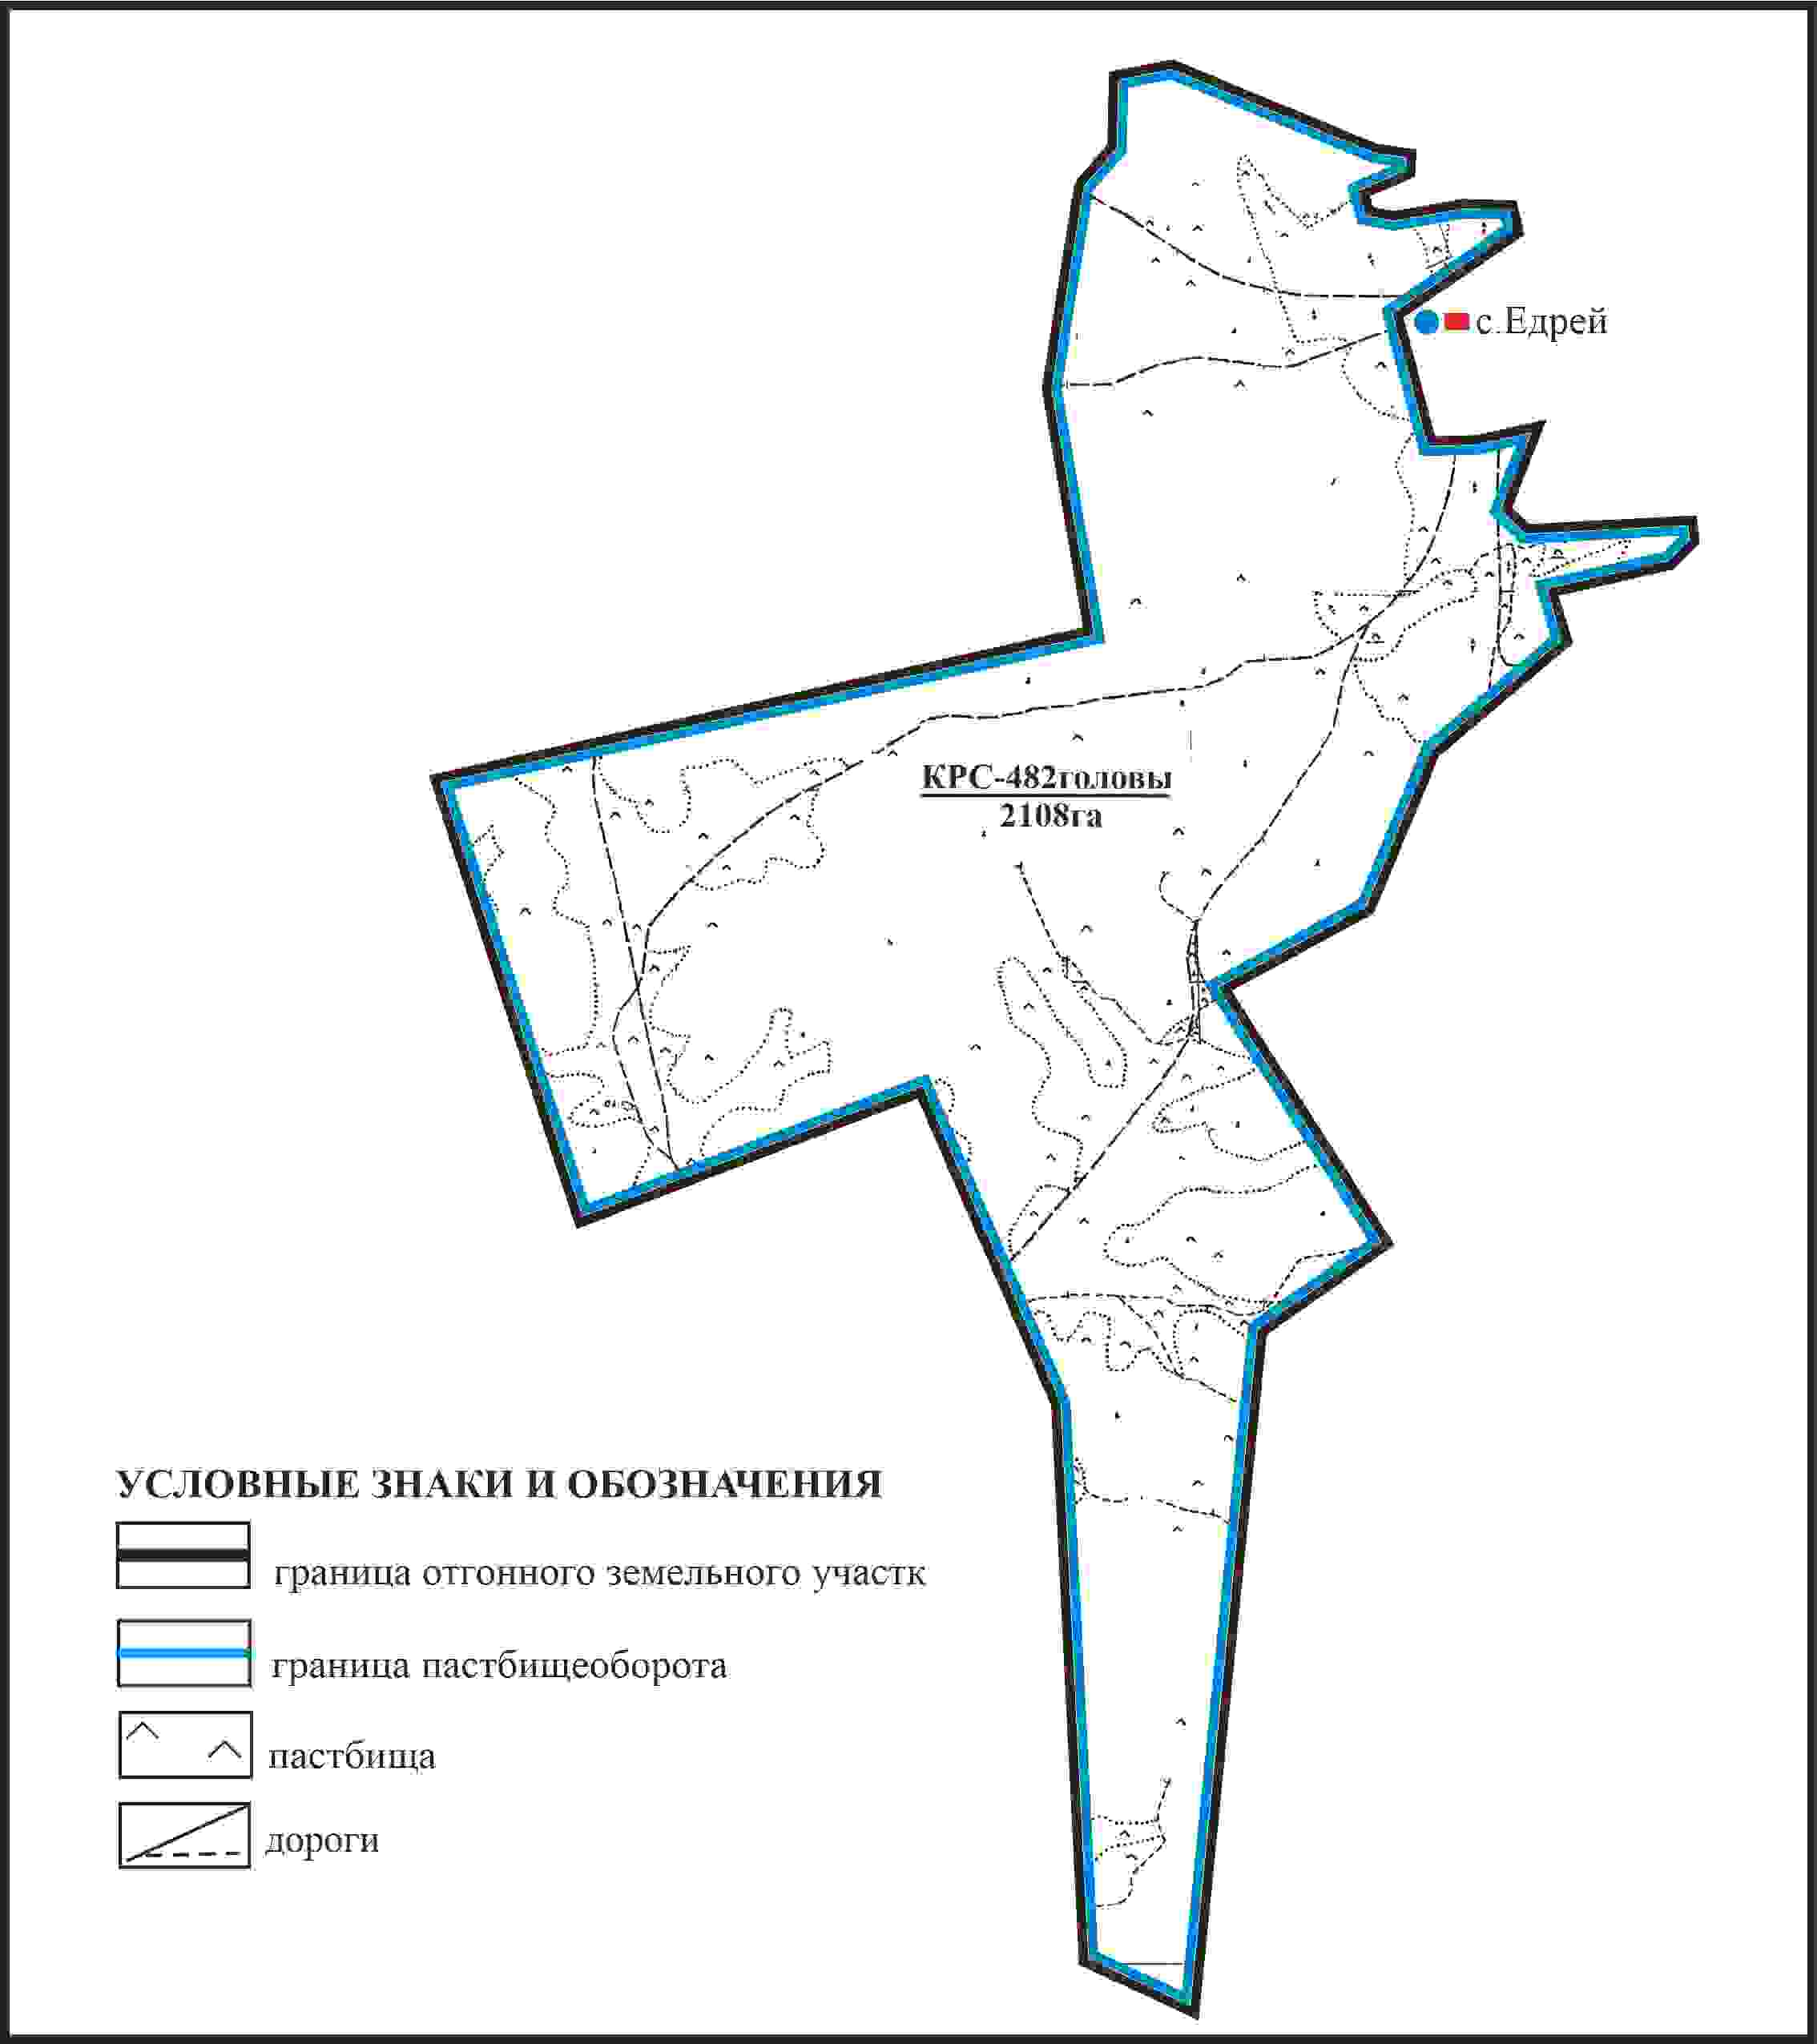 с.Едрей
КРС-482головы
2108га
УСЛОВНЫЕ ЗНАКИ И ОБОЗНАЧЕНИЯ
граница отгонного земельного участк
граница пастбищеоборота
пастбища
дороги